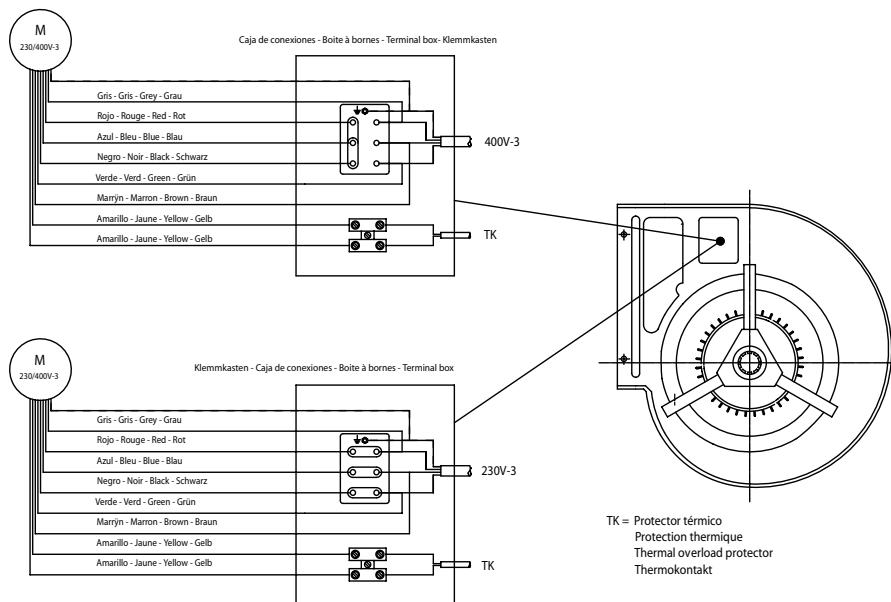 M
230/400V-3
Caja de conexiones - Boite à bornes - Terminal box- Klemmkasten
Gris - Gris - Grey - Grau
Rojo - Rouge - Red - Rot
Azul - Bleu - Blue - Blau
Negro - Noir - Black - Schwarz
Verde - Verd - Green - Grün
Marrÿn - Marron - Brown - Braun
Amarillo - Jaune - Yellow - Gelb
Amarillo - Jaune - Yellow - Gelb
400V-3
TK
M
230/400V-3
Klemmkasten - Caja de conexiones - Boite à bornes - Terminal box
Gris - Gris - Grey - Grau
Rojo - Rouge - Red - Rot
Azul - Bleu - Blue - Blau
Negro - Noir - Black - Schwarz
Verde - Verd - Green - Grün
Marrÿn - Marron - Brown - Braun
Amarillo - Jaune - Yellow - Gelb
Amarillo - Jaune - Yellow - Gelb
230V-3
TK
TK = Protector térmico
Protection thermique
Thermal overload protector
Thermokontakt